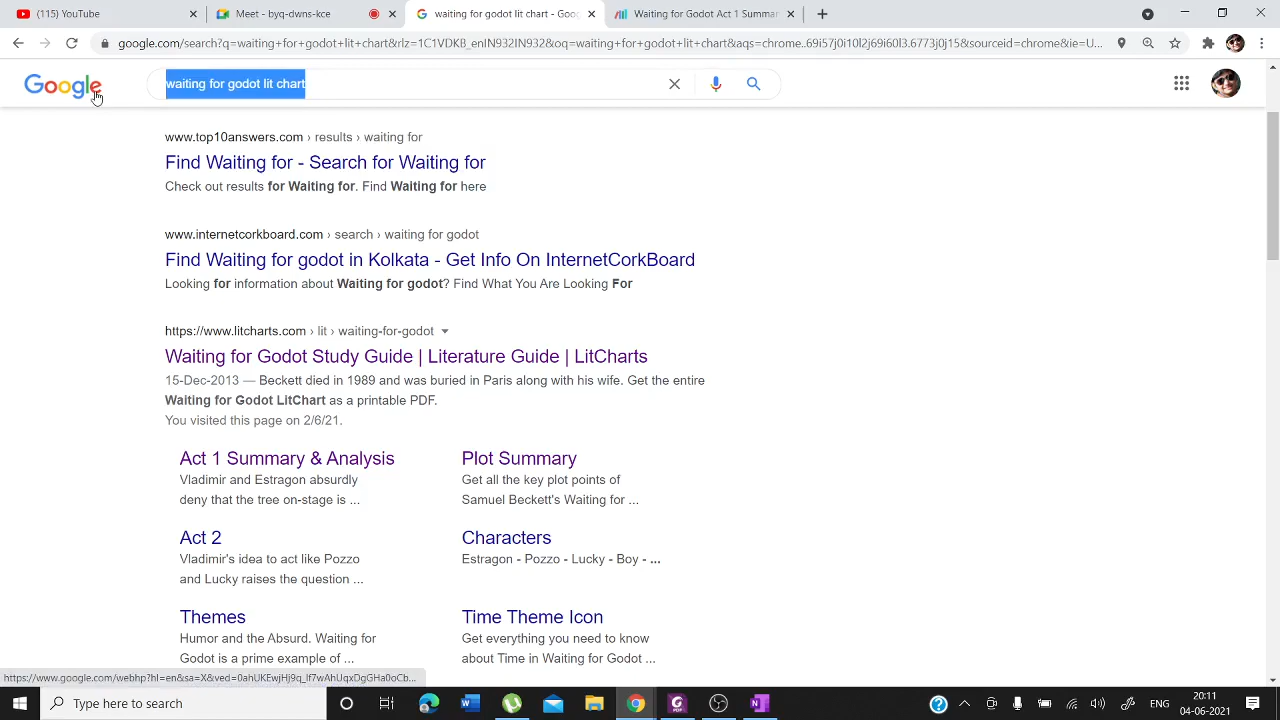 (115) YouTube
Meet - byq-dwns-kce
waiting for godot lit chart - Goo
Waiting for Godot Act 1 Summar
google.com/search?q=waiting+for+godot+lit+chart&rlz=1C1VDKB_enIN932IN932&oq=waiting+for+godot+lit+chart&aqs=chrome..69i57j0i10l2j69i60l3.6773j0j15&sourceid=chrome&ie=U...
Google
waiting for godot lit chart
www.top10answers.com › results › waiting for
Find Waiting for - Search for Waiting for
Check out results for Waiting for. Find Waiting for here
www.internetcorkboard.com › search › waiting for godot
Find Waiting for godot in Kolkata - Get Info On InternetCorkBoard
Looking for information about Waiting for godot? Find What You Are Looking For
https://www.litcharts.com › lit › waiting-for-godot
Waiting for Godot Study Guide | Literature Guide | LitCharts
15-Dec-2013 — Beckett died in 1989 and was buried in Paris along with his wife. Get the entire
Waiting for Godot LitChart as a printable PDF.
You visited this page on 2/6/21.
Act 1 Summary & Analysis
Vladimir and Estragon absurdly
deny that the tree on-stage is ...
Plot Summary
Get all the key plot points of
Samuel Beckett's Waiting for ...
Act 2
Vladimir's idea to act like Pozzo
and Lucky raises the question ...
Characters
Estragon - Pozzo - Lucky - Boy - ...
Themes
Humor and the Absurd. Waiting for
Godot is a prime example of ...
Time Theme Icon
Get everything you need to know
about Time in Waiting for Godot ...
Type here to search
ENG
20:11
04-06-2021